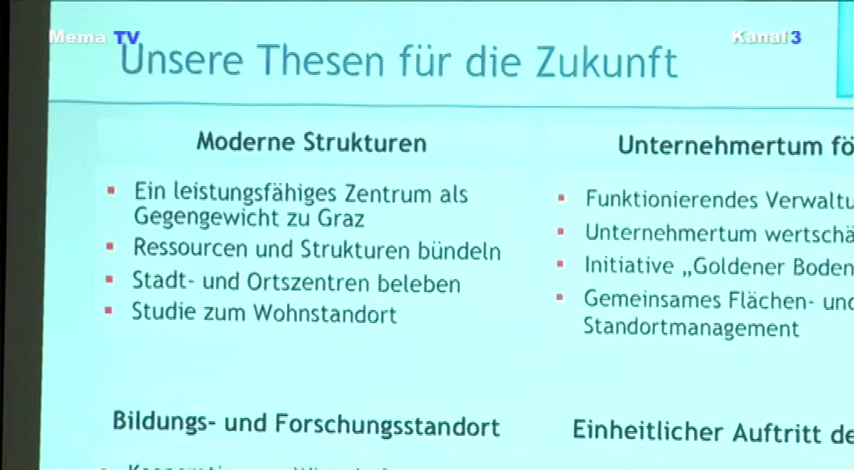 Mema TV
Kanal3
Unsere Thesen für die Zukunft
Moderne Strukturen
Ein leistungsfähiges Zentrum als
Gegengewicht zu Graz
Ressourcen und Strukturen bündeln
Stadt- und Ortszentren beleben
Studie zum Wohnstandort
Unternehmertum fö
Funktionierendes Verwaltu
Unternehmertum wertschä
Initiative „Goldener Boden
Gemeinsames Flächen- und
Standortmanagement
Bildungs- und Forschungsstandort
Einheitlicher Auftritt de